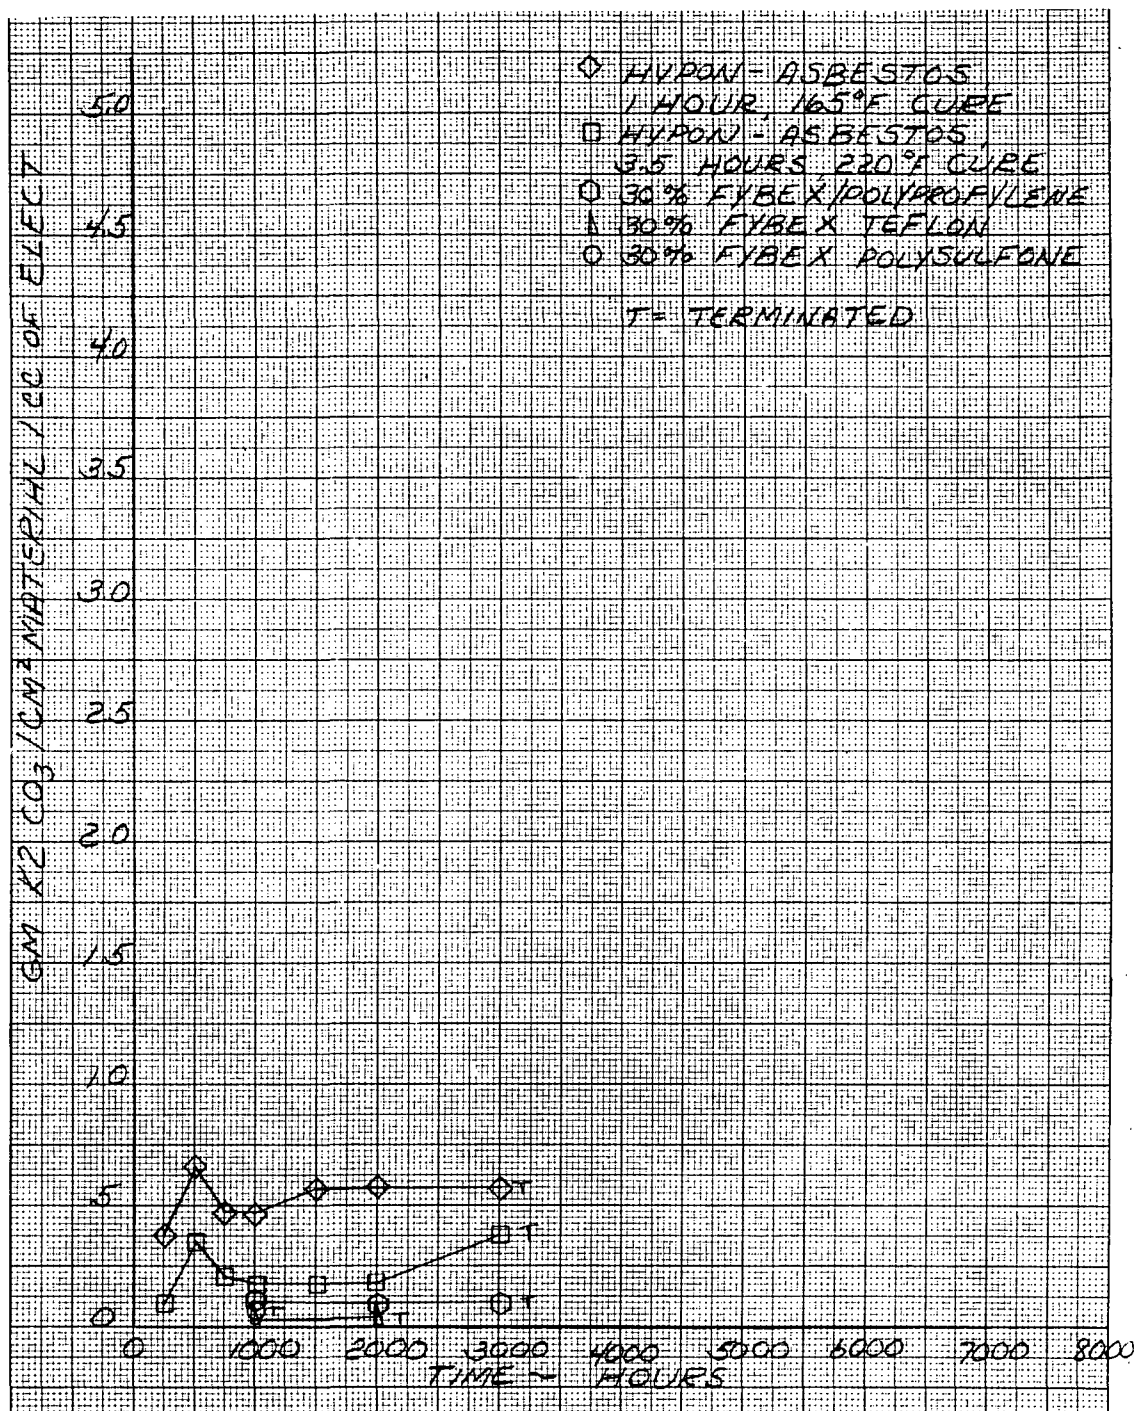 HYPON - ASBESTOS
1 HOUR, 165°F CURE
HYPON - ASBESTOS,
3.5 HOURS, 220°F CURE
30% FYBEX/POLYPROPYLENE
30% FYBEX TEFLON
30% FYBEX POLYSULFONE
T = TERMINATED
GM K2 CO3/CM2 MATERIAL/CC OF ELECT
5.0
4.5
4.0
3.5
3.0
2.5
2.0
1.5
1.0
.5
0
T
T
T
T
T
0 1000 2000 3000 4000 5000 6000 7000 8000
TIME ~ HOURS